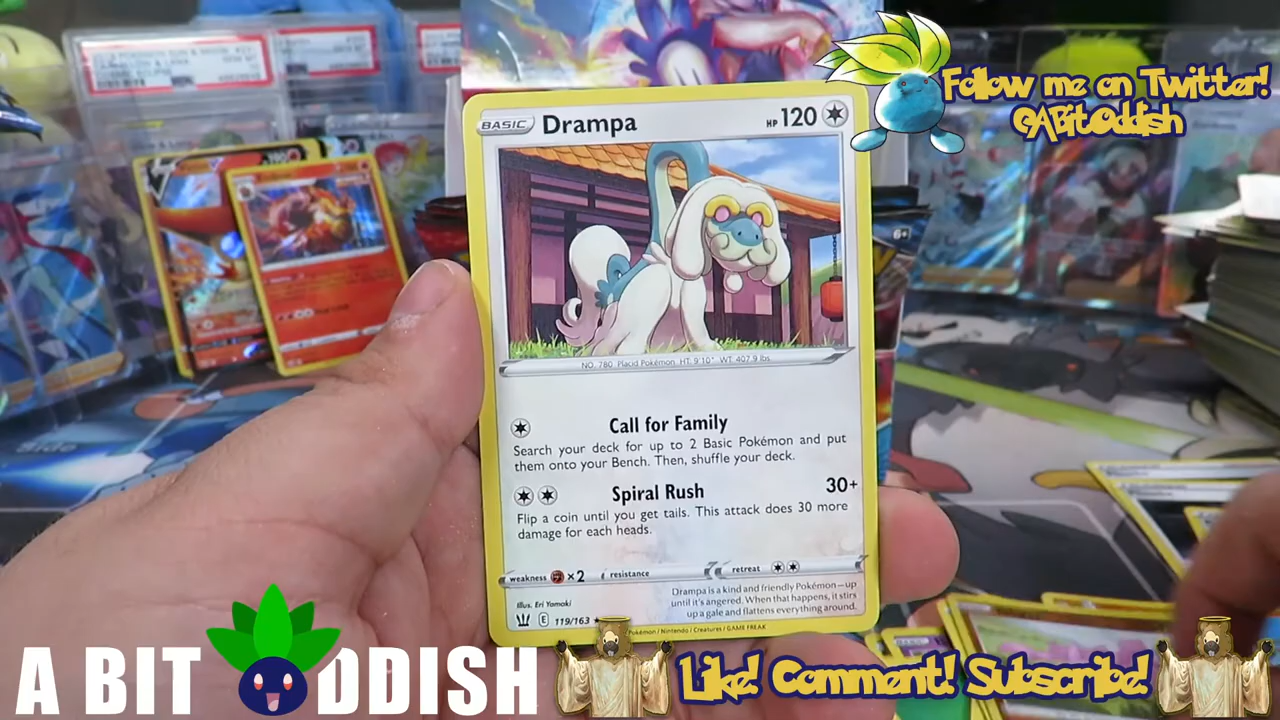 Follow me on Twitter!
@ABitOddish
BASIC Drampa HP 120
NO. 780 Placid Pokémon HT: 9'10" WT: 407.9 lbs
Call for Family
Search your deck for up to 2 Basic Pokémon and put
them onto your Bench. Then, shuffle your deck.
Spiral Rush 30+
Flip a coin until you get tails. This attack does 30 more
damage for each heads.
weakness ×2 resistance retreat
Illus. Eri Yamaki
Drampa is a kind and friendly Pokémon—up
until it's angered. When that happens, it stirs
up a gale and flattens everything around.
E 119/163
Pokémon / Nintendo / Creatures / GAME FREAK
A BIT ODDISH
Like! Comment! Subscribe!